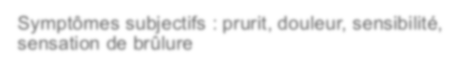 Symptômes subjectifs : prurit, douleur, sensibilité,
sensation de brûlure